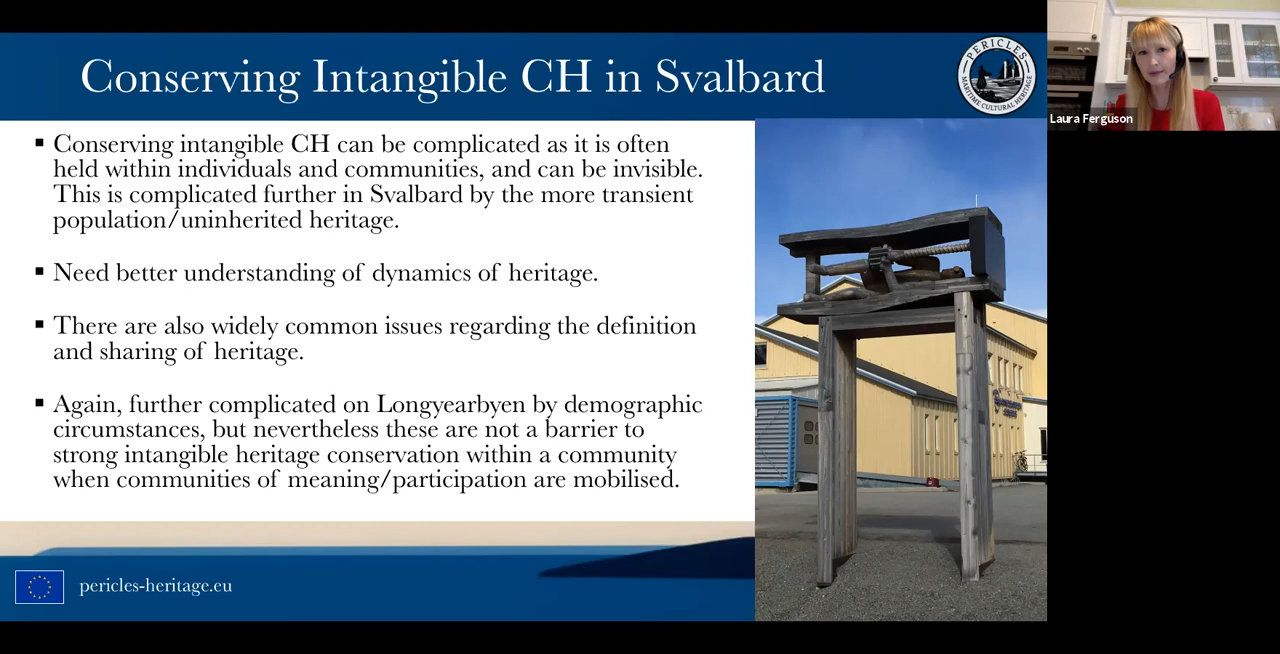 Conserving Intangible CH in Svalbard
PERICLES
MARITIME CULTURAL HERITAGE
Laura Ferguson
▪ Conserving intangible CH can be complicated as it is often
held within individuals and communities, and can be invisible.
This is complicated further in Svalbard by the more transient
population/uninherited heritage.
▪ Need better understanding of dynamics of heritage.
▪ There are also widely common issues regarding the definition
and sharing of heritage.
▪ Again, further complicated on Longyearbyen by demographic
circumstances, but nevertheless these are not a barrier to
strong intangible heritage conservation within a community
when communities of meaning/participation are mobilised.
pericles-heritage.eu